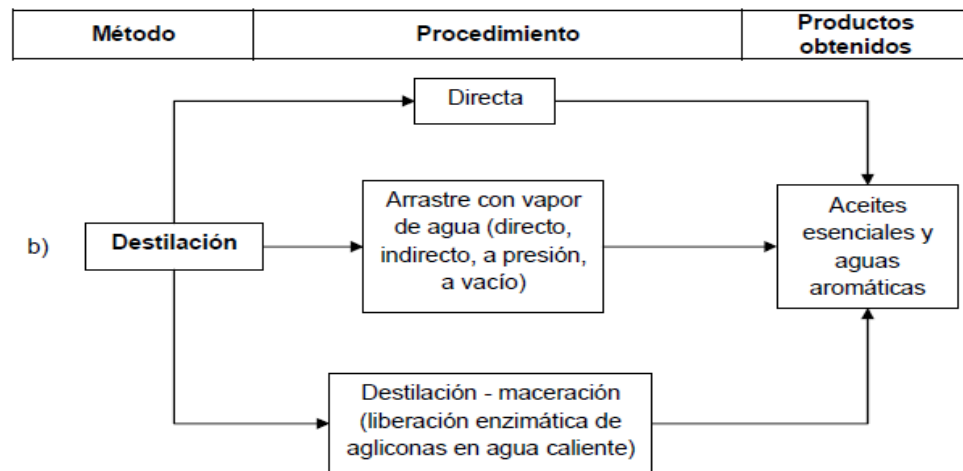 Método
Procedimiento
Productos
obtenidos
Directa
Arrastre con vapor
de agua (directo,
indirecto, a presión,
a vacío)
Aceites
esenciales y
aguas
aromáticas
b)
Destilación
Destilación - maceración
(liberación enzimática de
agliconas en agua caliente)